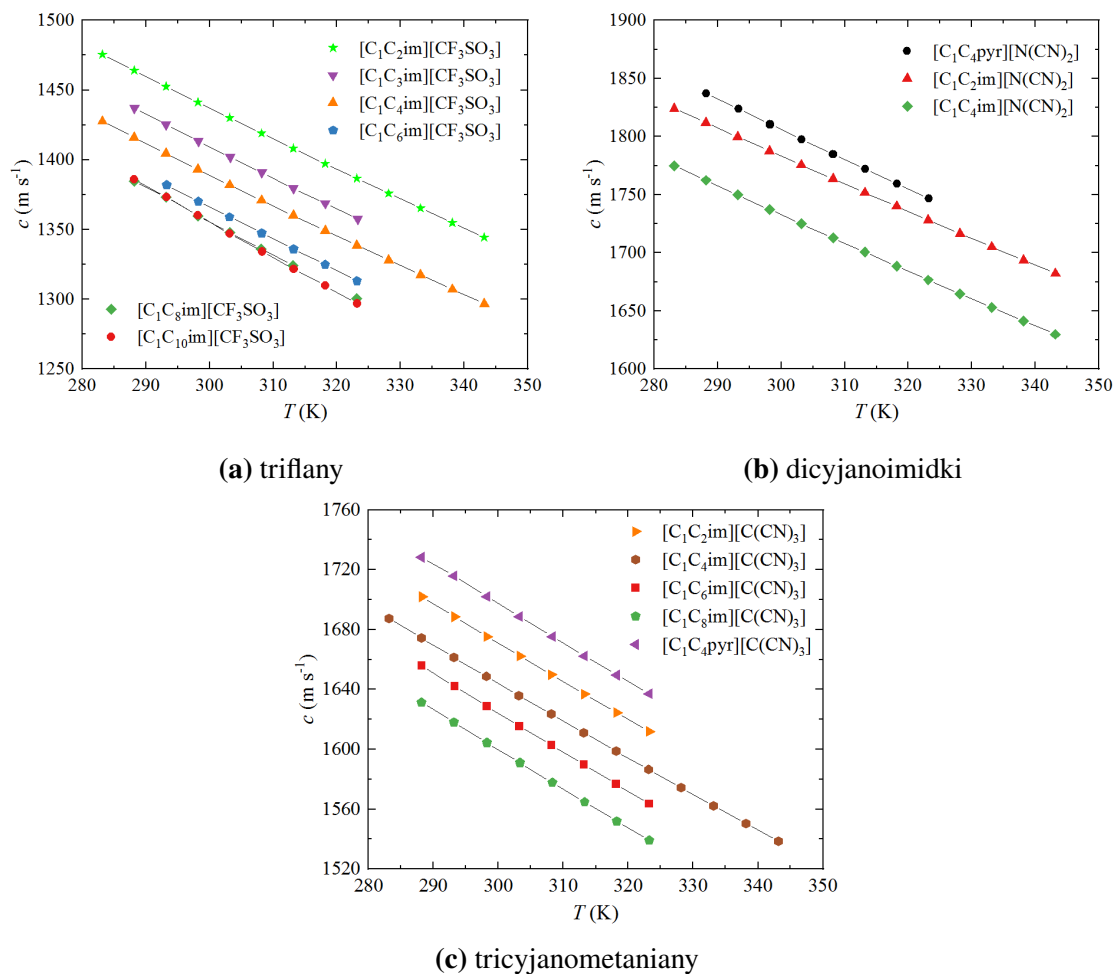 1500
1450
1400
1350
1300
1250
c (m s⁻¹)
[C₁C₂im][CF₃SO₃]
[C₁C₃im][CF₃SO₃]
[C₁C₄im][CF₃SO₃]
[C₁C₆im][CF₃SO₃]
[C₁C₈im][CF₃SO₃]
[C₁C₁₀im][CF₃SO₃]
280 290 300 310 320 330 340 350
T (K)
(a) triflany
1900
1850
1800
1750
1700
1650
1600
c (m s⁻¹)
[C₁C₄pyr][N(CN)₂]
[C₁C₂im][N(CN)₂]
[C₁C₄im][N(CN)₂]
280 290 300 310 320 330 340 350
T (K)
(b) dicyjanoimidki
1760
1720
1680
1640
1600
1560
1520
c (m s⁻¹)
[C₁C₂im][C(CN)₃]
[C₁C₄im][C(CN)₃]
[C₁C₆im][C(CN)₃]
[C₁C₈im][C(CN)₃]
[C₁C₄pyr][C(CN)₃]
280 290 300 310 320 330 340 350
T (K)
(c) tricyjanometaniany